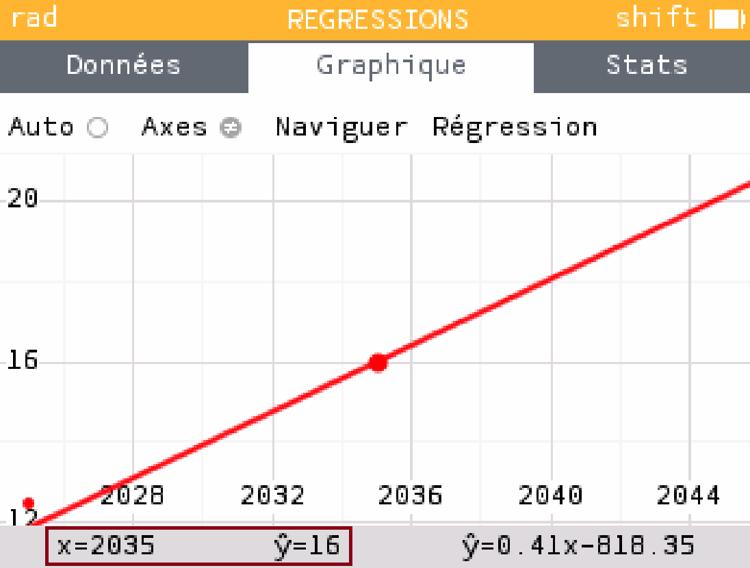 rad REGRESSIONS shift
Données Graphique Stats
Auto Axes Naviguer Régression
20
16
2028 2032 2036 2040 2044
12
x=2035 ŷ=16 ŷ=0.41x-818.35